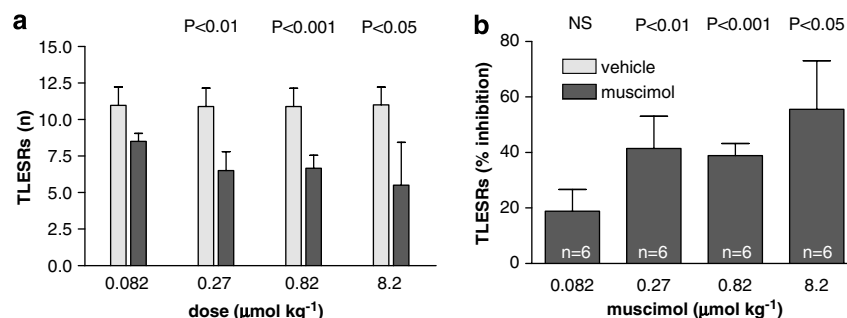 a
P<0.01 P<0.001 P<0.05
TLESRs (n)
15.0
12.5
10.0
7.5
5.0
2.5
0.0
vehicle
muscimol
0.082 0.27 0.82 8.2
dose (µmol kg⁻¹)
b
NS P<0.01 P<0.001 P<0.05
TLESRs (% inhibition)
80
60
40
20
0
n=6 n=6 n=6 n=6
0.082 0.27 0.82 8.2
muscimol (µmol kg⁻¹)